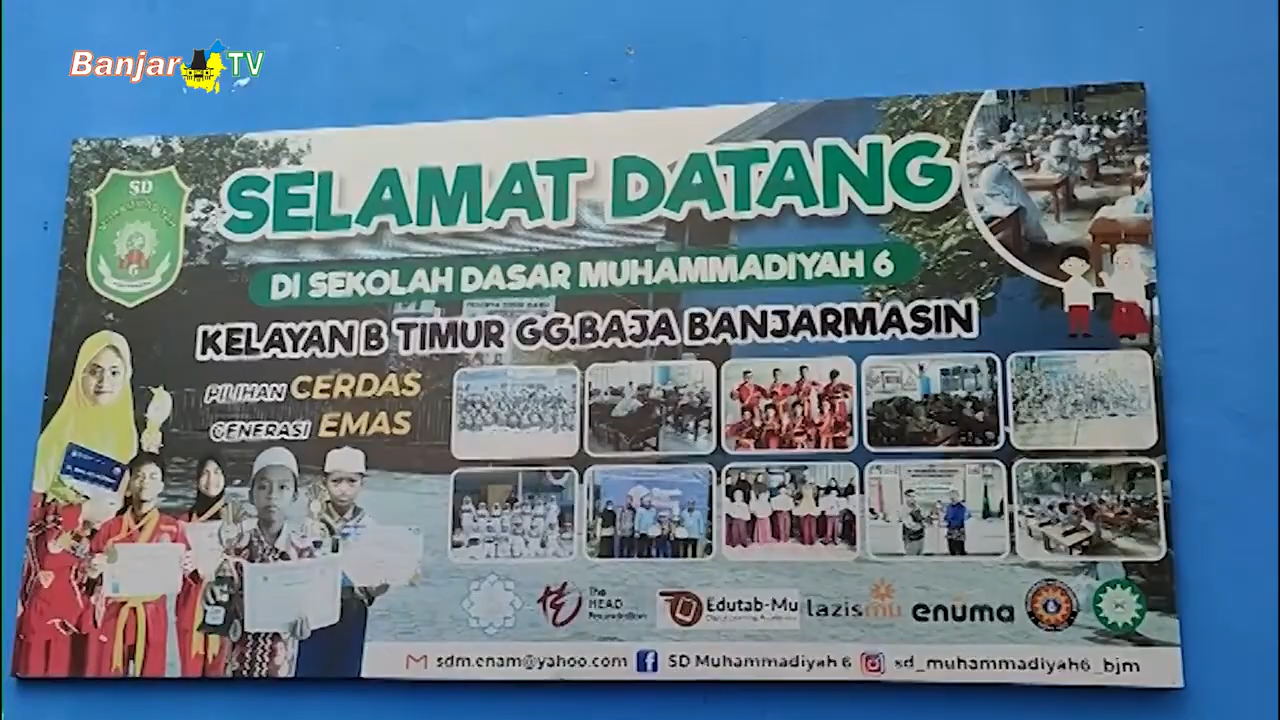 Banjar TV
SD
SELAMAT DATANG
DI SEKOLAH DASAR MUHAMMADIYAH 6
KELAYAN B TIMUR GG.BAJA BANJARMASIN
PILIHAN CERDAS
GENERASI EMAS
The
HEAD
Foundation
Edutab-Mu
lazismu
enuma
sdm.enam@yahoo.com SD Muhammadiyah 6 sd_muhammadiyah6_bjm